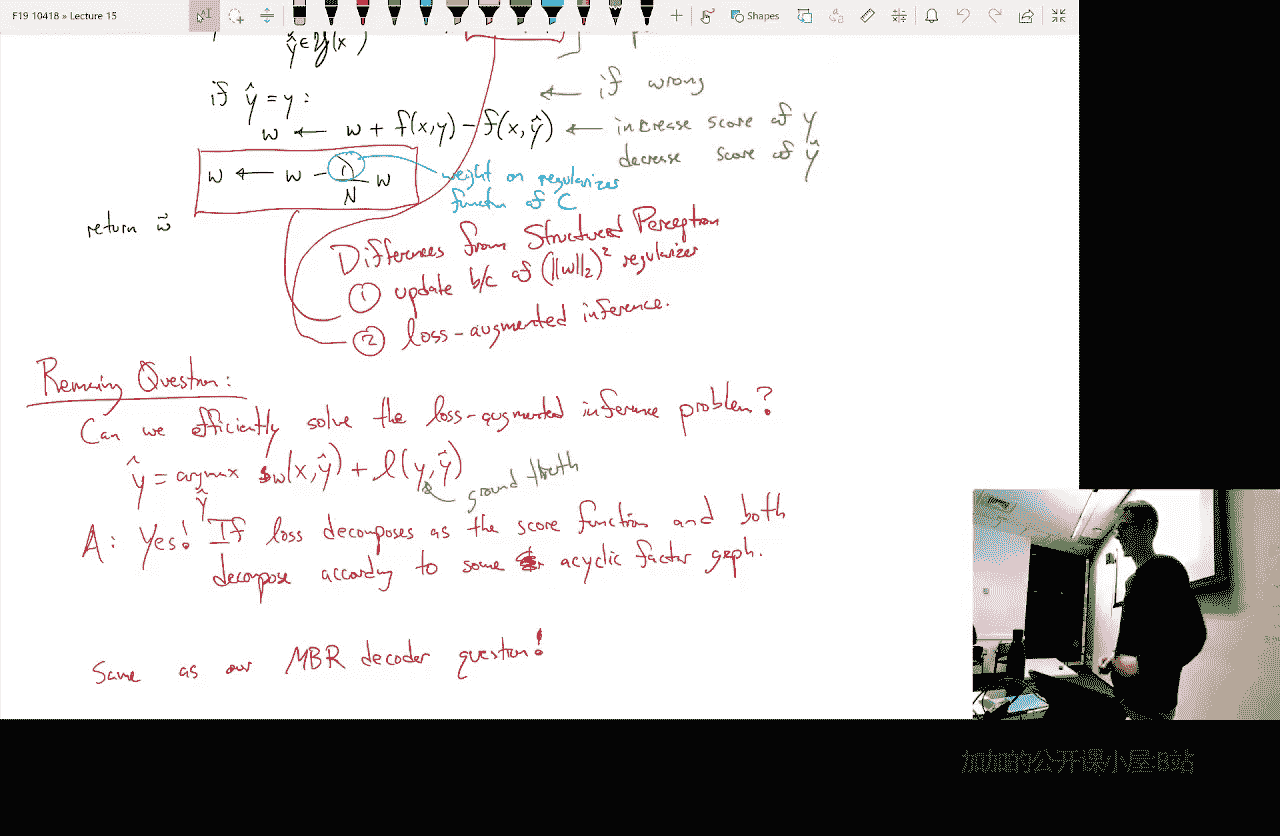 F19 10418 » Lecture 15
Shapes
ŷ ∈ Y(x)
if ŷ = y:
← if wrong
w ← w + f(x,y) - f(x,ŷ) ← increase score of y
decrease score of ŷ
w ← w - λ/N w
weight on regularizer
functn of C
return w⃗
Differences from Structured Perceptron
① update b/c of (||w||₂)² regularizer
② loss-augmented inference.
Remaing Question:
Can we efficiently solve the loss-augmented inference problem?
ŷ = argmax Sw(x,ŷ) + l(y,ŷ)
ŷ
ground truth
A: Yes! If loss decomposes as the score function and both
decompose according to some acyclic factor graph.
Same as our MBR decoder question!
加加的公开课小屋:B站